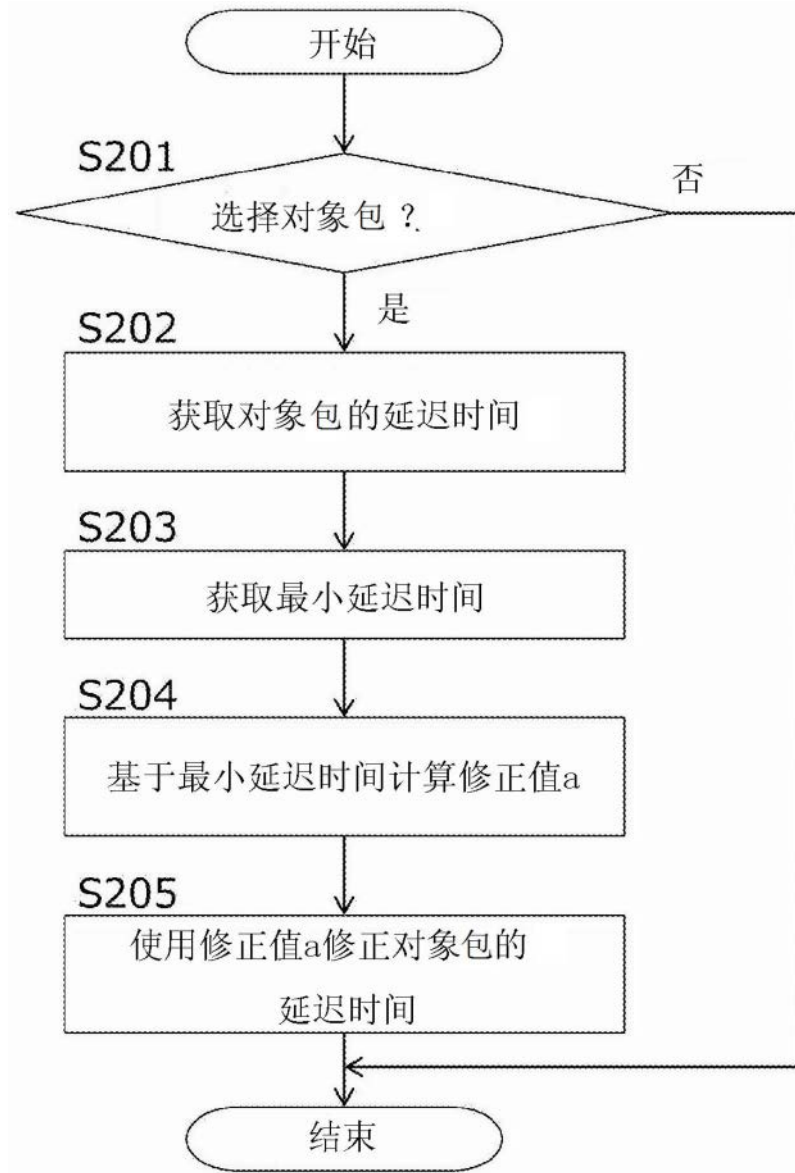 开始
S201
否
选择对象包？
是
S202
获取对象包的延迟时间
S203
获取最小延迟时间
S204
基于最小延迟时间计算修正值a
S205
使用修正值a修正对象包的
延迟时间
结束